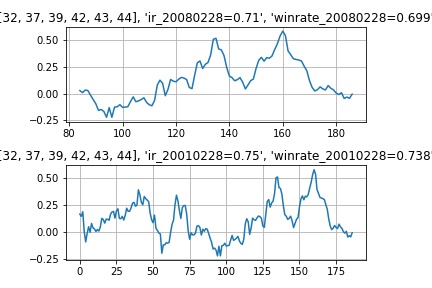 [32, 37, 39, 42, 43, 44], 'ir_20080228=0.71', 'winrate_20080228=0.699'
0.50
0.25
0.00
−0.25
80 100 120 140 160 180
[32, 37, 39, 42, 43, 44], 'ir_20010228=0.75', 'winrate_20010228=0.738'
0.50
0.25
0.00
−0.25
0 25 50 75 100 125 150 175